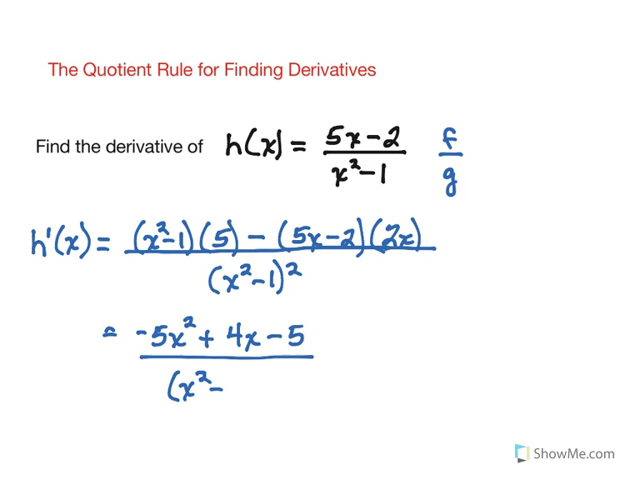 The Quotient Rule for Finding Derivatives
Find the derivative of h(x) = (5x-2)/(x²-1) f/g
h'(x) = ((x²-1)(5) - (5x-2)(2x))/(x²-1)²
= (-5x² + 4x - 5)/(x² -
ShowMe.com